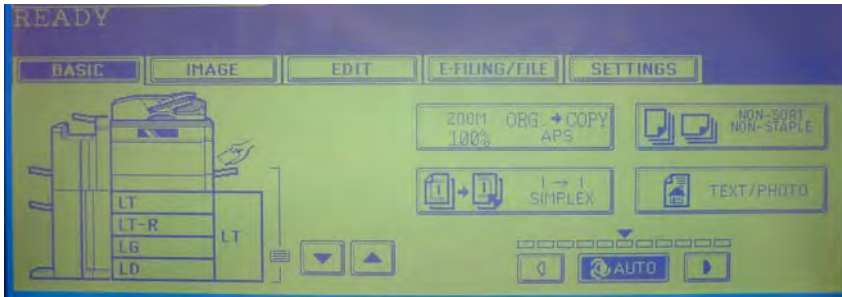 READY
BASIC
IMAGE
EDIT
E-FILING/FILE
SETTINGS
ZOOM ORG. → COPY
100% APS
NON-SORT
NON-STAPLE
1 → 1
SIMPLEX
TEXT/PHOTO
LT
LT-R
LG
LD
LT
AUTO